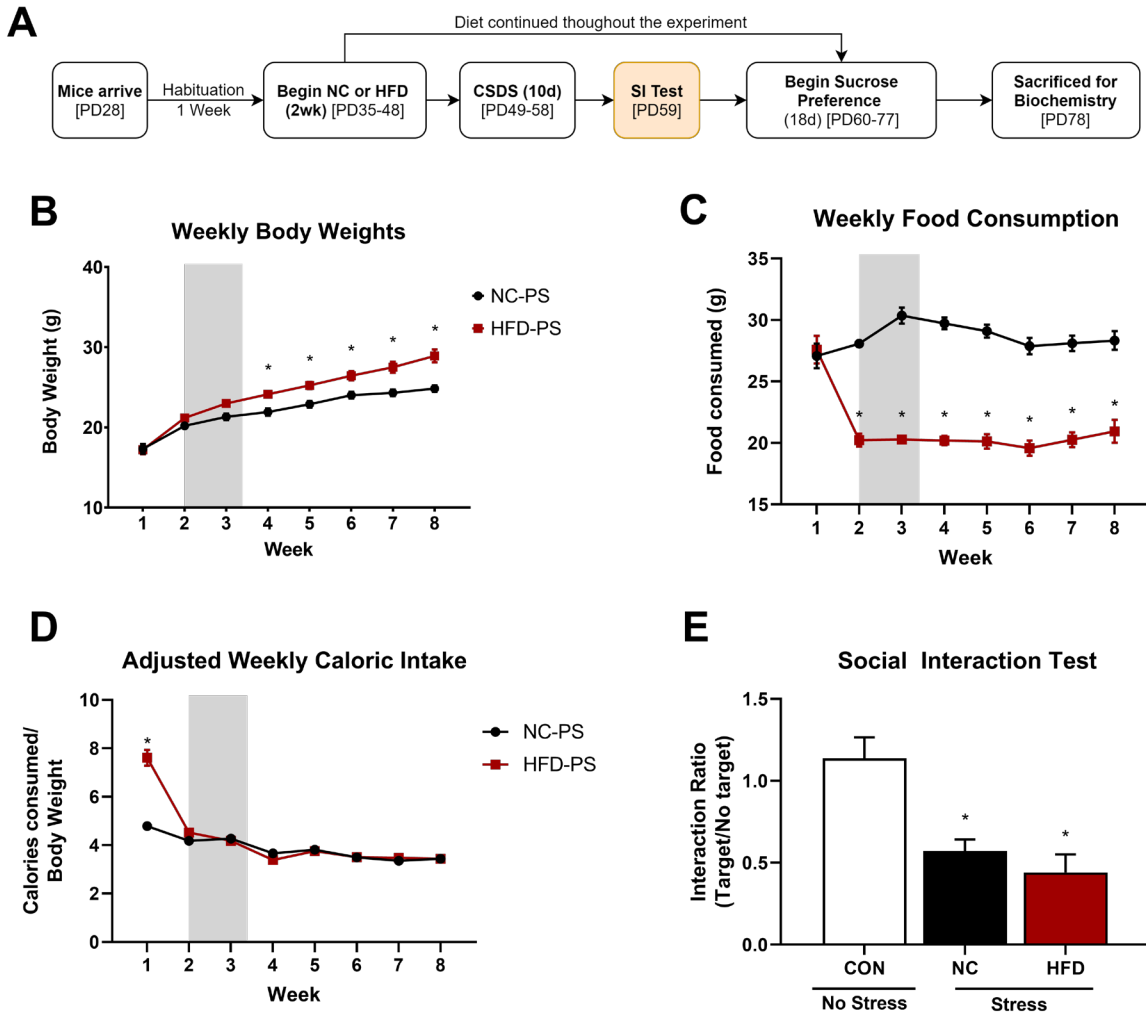 A
Diet continued thoughout the experiment
Mice arrive
[PD28]
Habituation
1 Week
Begin NC or HFD
(2wk) [PD35-48]
CSDS (10d)
[PD49-58]
SI Test
[PD59]
Begin Sucrose
Preference
(18d) [PD60-77]
Sacrificed for
Biochemistry
[PD78]
B
Weekly Body Weights
Body Weight (g)
40
30
20
10
* * * * *
1 2 3 4 5 6 7 8
Week
NC-PS
HFD-PS
C
Weekly Food Consumption
Food consumed (g)
35
30
25
20
15
* * * * * * *
1 2 3 4 5 6 7 8
Week
D
Adjusted Weekly Caloric Intake
Calories consumed/
Body Weight
10
8
6
4
2
0
*
1 2 3 4 5 6 7 8
Week
NC-PS
HFD-PS
E
Social Interaction Test
Interaction Ratio
(Target/No target)
1.5
1.0
0.5
0.0
* *
CON NC HFD
No Stress Stress